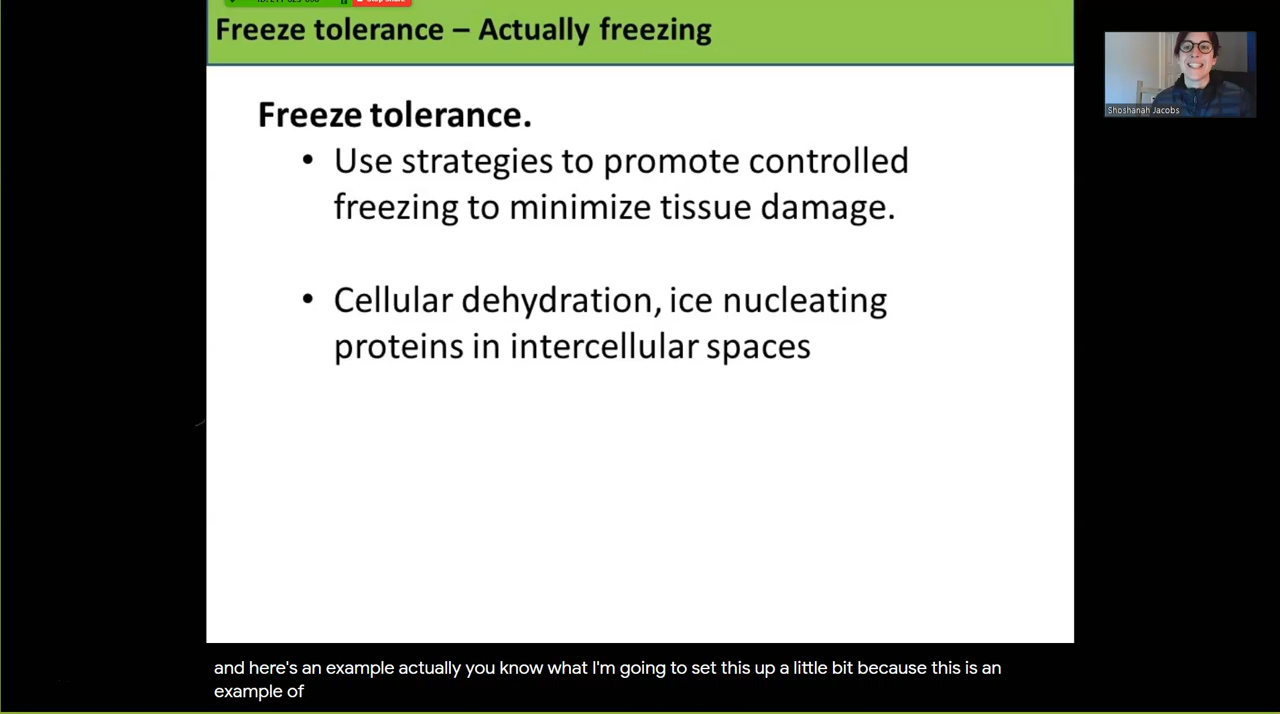 Freeze tolerance – Actually freezing
Shoshanah Jacobs
Freeze tolerance.
• Use strategies to promote controlled
freezing to minimize tissue damage.
• Cellular dehydration, ice nucleating
proteins in intercellular spaces
and here's an example actually you know what I'm going to set this up a little bit because this is an
example of